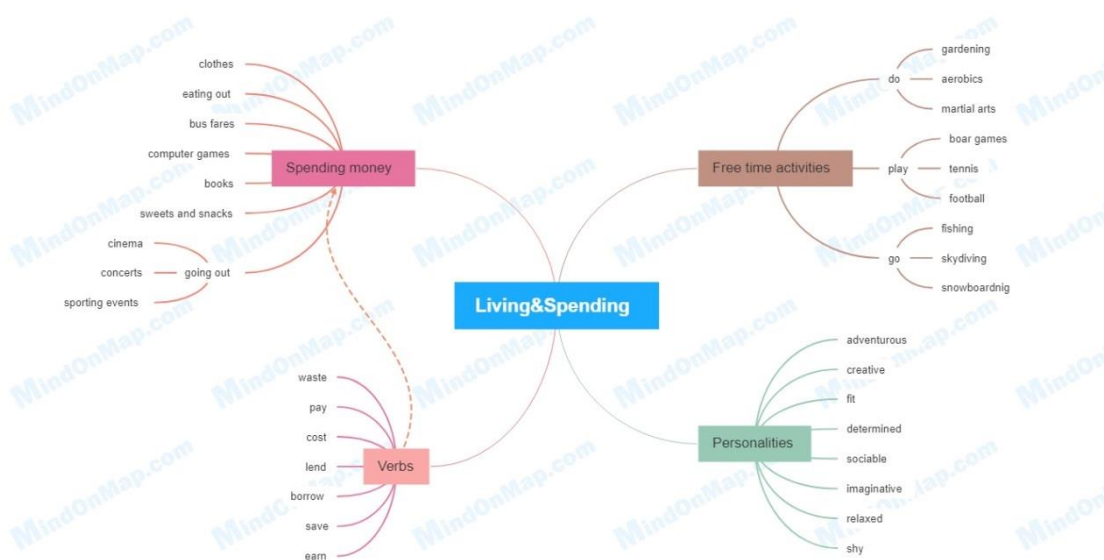 clothes
eating out
bus fares
computer games
books
sweets and snacks
cinema
concerts
sporting events
going out
Spending money
Free time activities
do
gardening
aerobics
martial arts
play
boar games
tennis
football
go
fishing
skydiving
snowboardnig
Living&Spending
waste
pay
cost
lend
borrow
save
earn
Verbs
Personalities
adventurous
creative
fit
determined
sociable
imaginative
relaxed
shy
MindOnMap.com